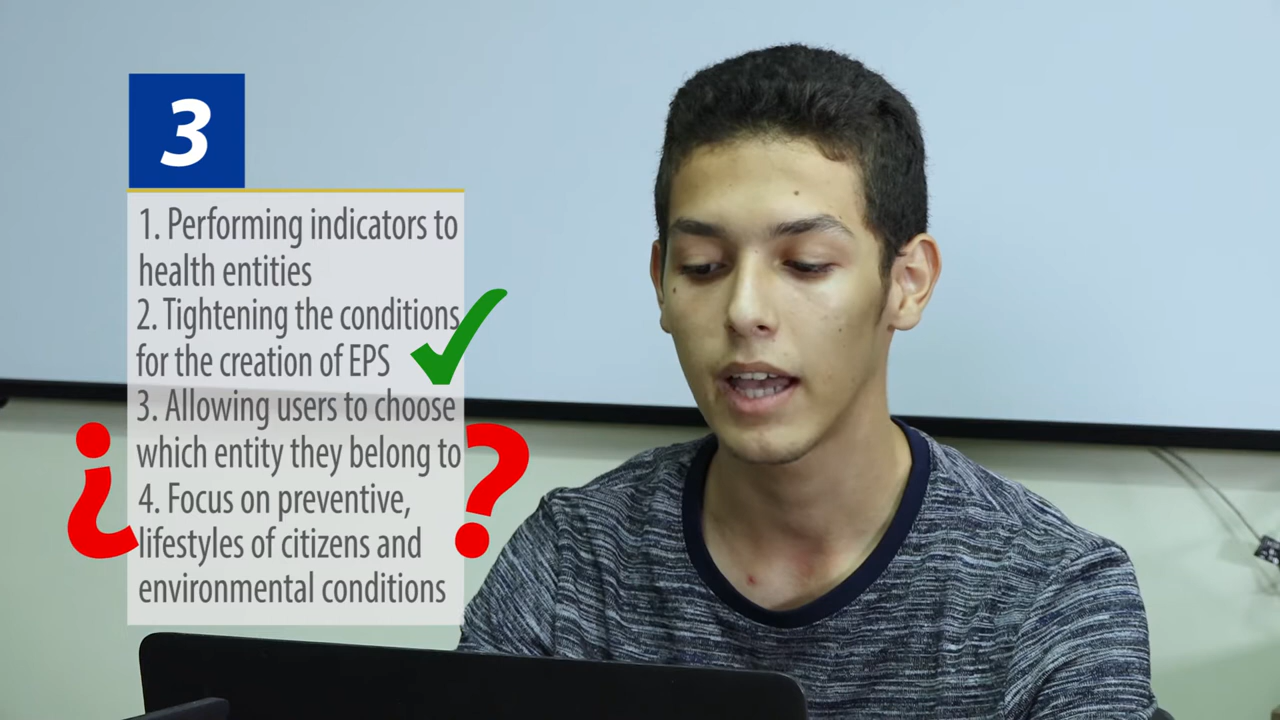 3
1. Performing indicators to
health entities
2. Tightening the conditions
for the creation of EPS
3. Allowing users to choose
which entity they belong to
4. Focus on preventive,
lifestyles of citizens and
environmental conditions
¿ ?